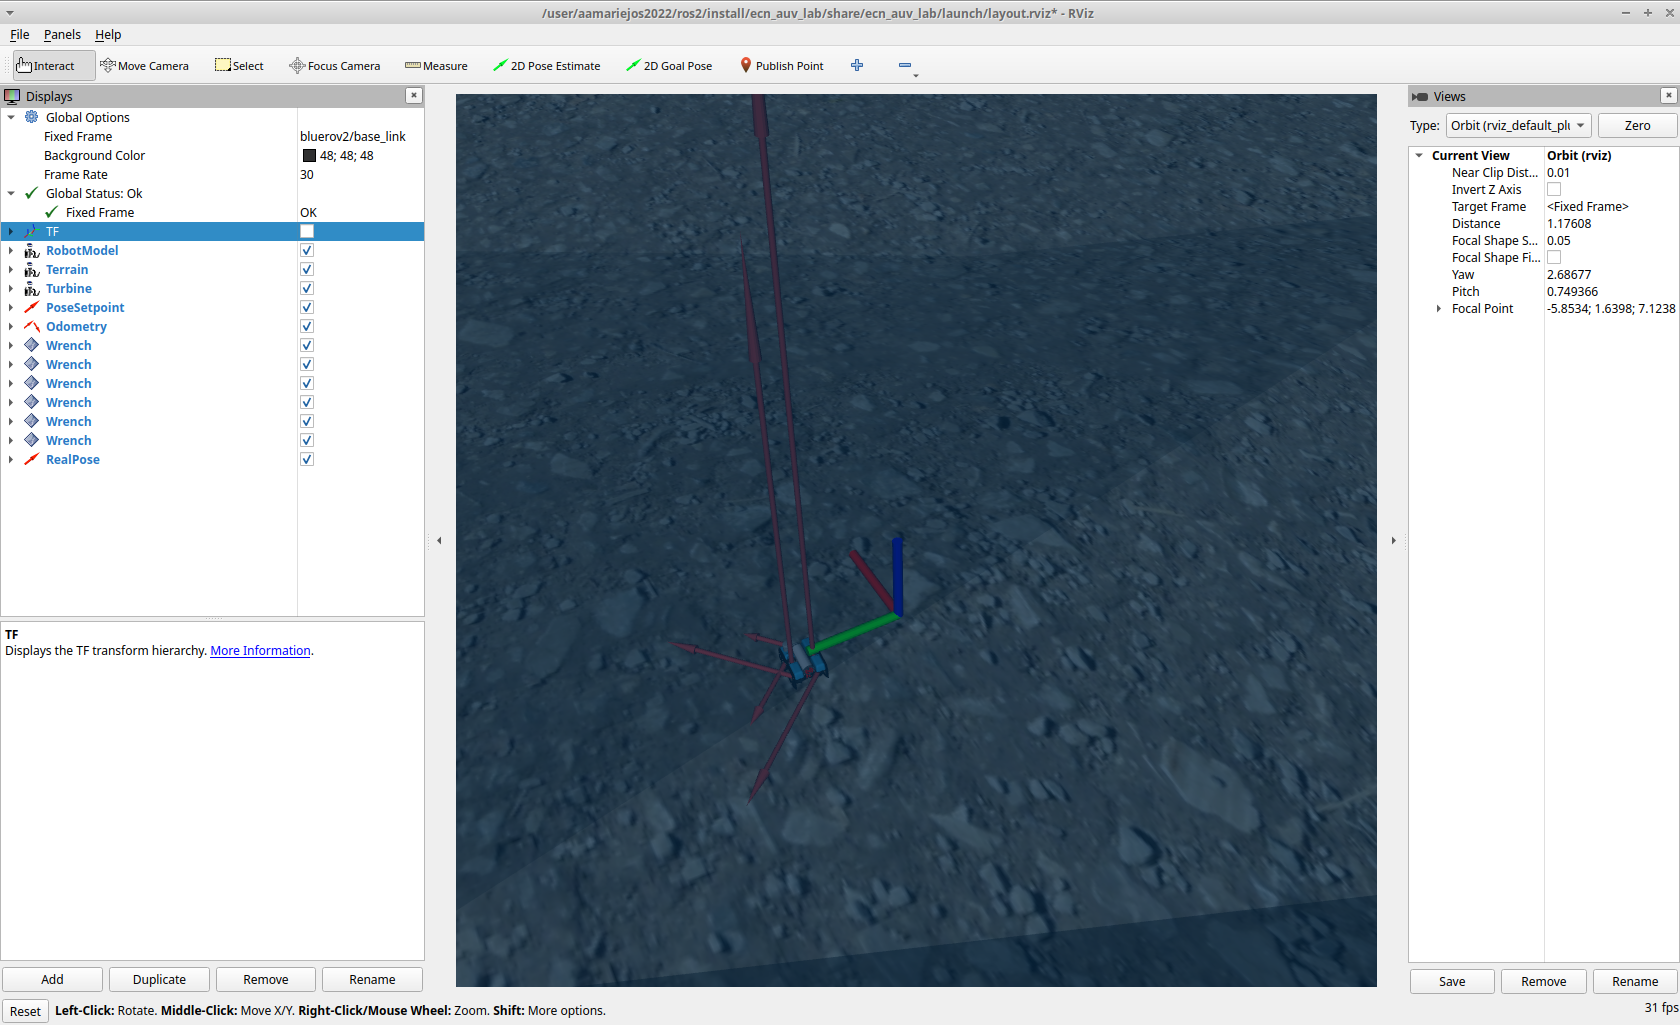 /user/aamariejos2022/ros2/install/ecn_auv_lab/share/ecn_auv_lab/launch/layout.rviz* - RViz
File Panels Help
Interact Move Camera Select Focus Camera Measure 2D Pose Estimate 2D Goal Pose Publish Point
Displays
Global Options
Fixed Frame bluerov2/base_link
Background Color 48; 48; 48
Frame Rate 30
Global Status: Ok
Fixed Frame OK
TF
RobotModel
Terrain
Turbine
PoseSetpoint
Odometry
Wrench
Wrench
Wrench
Wrench
Wrench
Wrench
RealPose
TF
Displays the TF transform hierarchy. More Information.
Add Duplicate Remove Rename
Reset Left-Click: Rotate. Middle-Click: Move X/Y. Right-Click/Mouse Wheel: Zoom. Shift: More options.
Views
Type: Orbit (rviz_default_plu Zero
Current View Orbit (rviz)
Near Clip Dist... 0.01
Invert Z Axis
Target Frame <Fixed Frame>
Distance 1.17608
Focal Shape S... 0.05
Focal Shape Fi...
Yaw 2.68677
Pitch 0.749366
Focal Point -5.8534; 1.6398; 7.1238
Save Remove Rename
31 fps